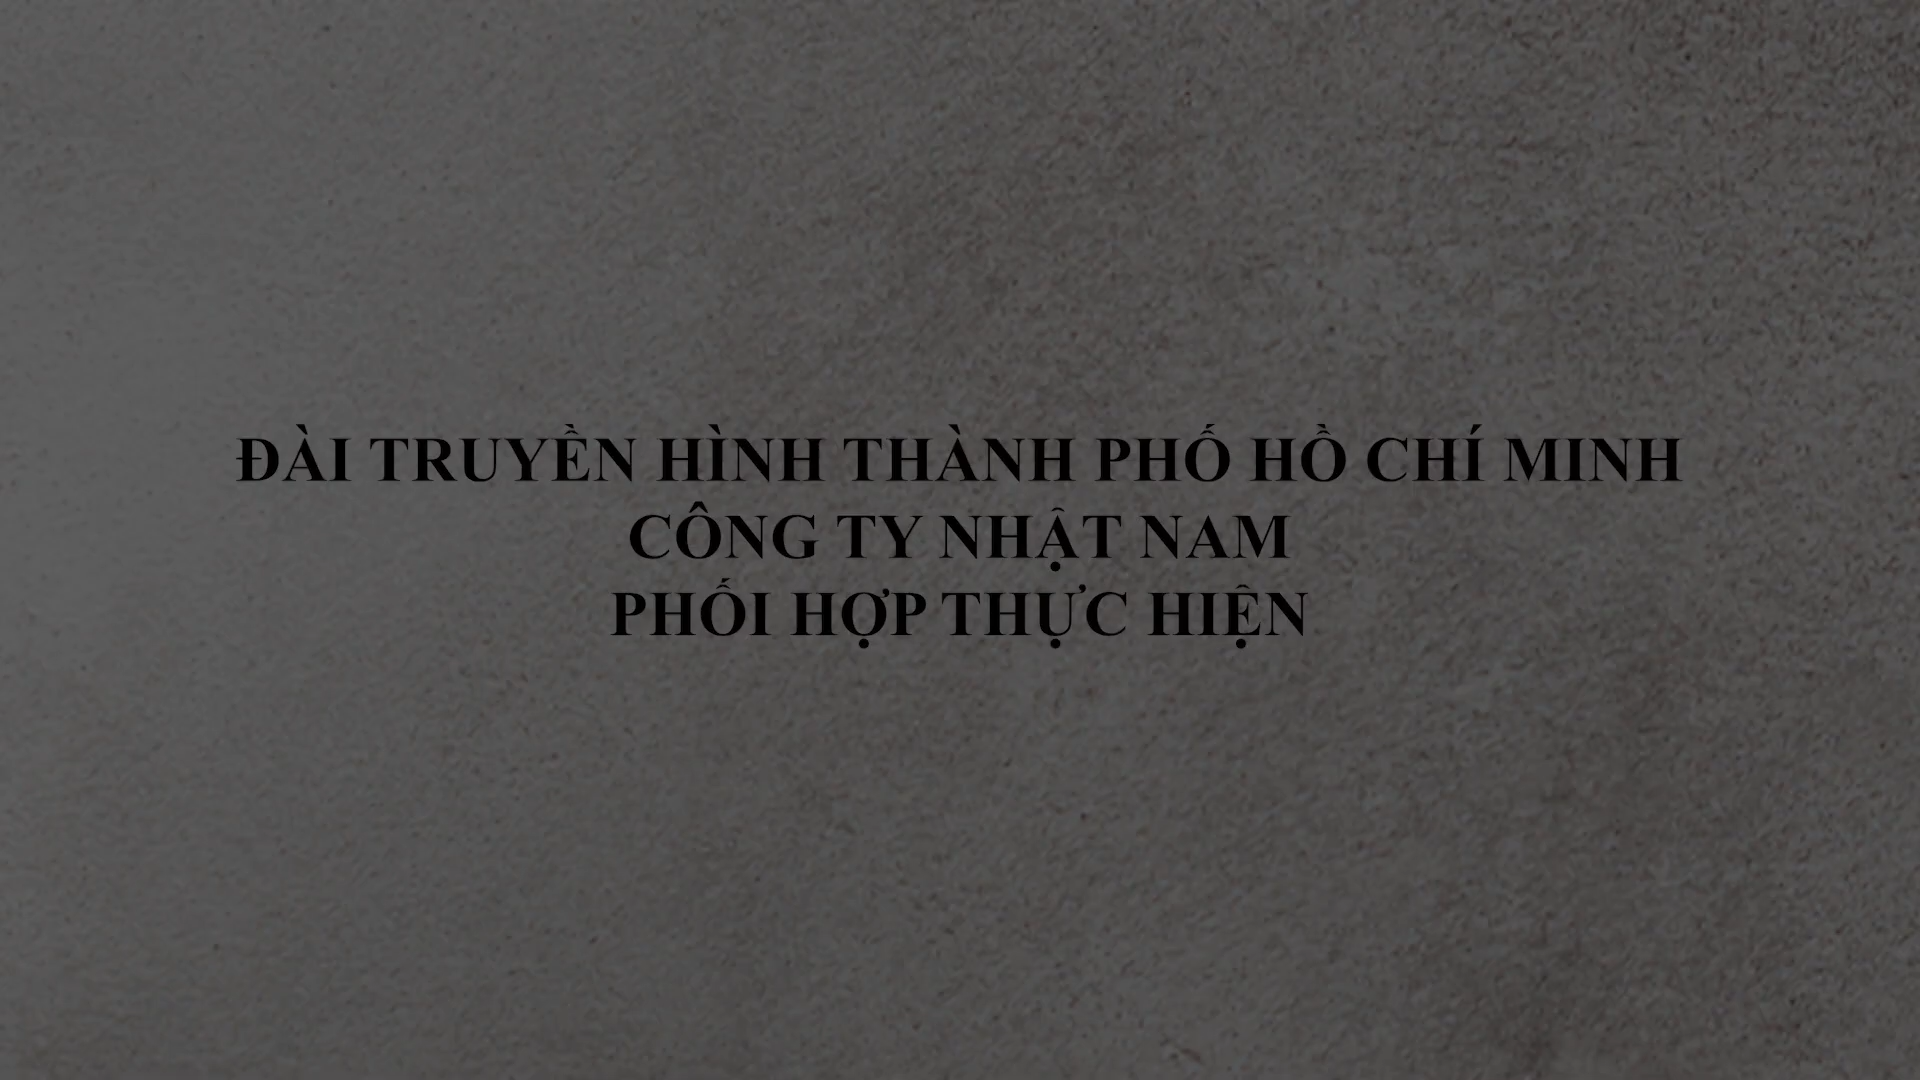 ĐÀI TRUYỀN HÌNH THÀNH PHỐ HỒ CHÍ MINH
CÔNG TY NHẬT NAM
PHỐI HỢP THỰC HIỆN